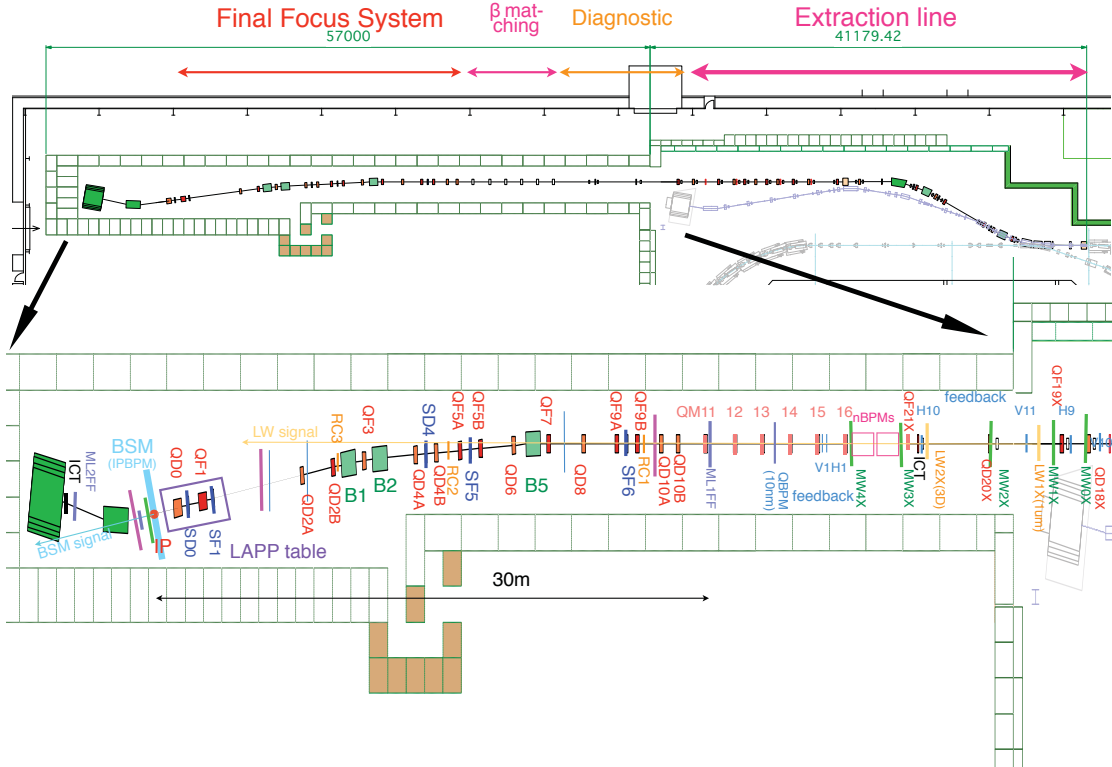 Final Focus System
β mat-
ching
Diagnostic
Extraction line
57000
41179.42
LW signal
BSM
(IPBPM)
ICT
ML2FF
QD0
QF1
BSM signal
IP
SD0
SF1
LAPP table
QD2A
QD2B
RC3
B1
QF3
B2
QD4A
SD4
QD4B
RC2
QF5A
SF5
QF5B
QD6
B5
QF7
QD8
QF9A
SF6
QF9B
RC1
QD10A
QD10B
QM11
ML1FF
12
13
QBPM
(10nm)
14
15
V1H1
feedback
16
nBPMs
MW4X
MW3X
QF21X
H10
ICT
LW2X(3D)
feedback
QD20X
MW2X
V11
LW1X(1um)
QF19X
MW1X
H9
MW0X
QD18X
30m